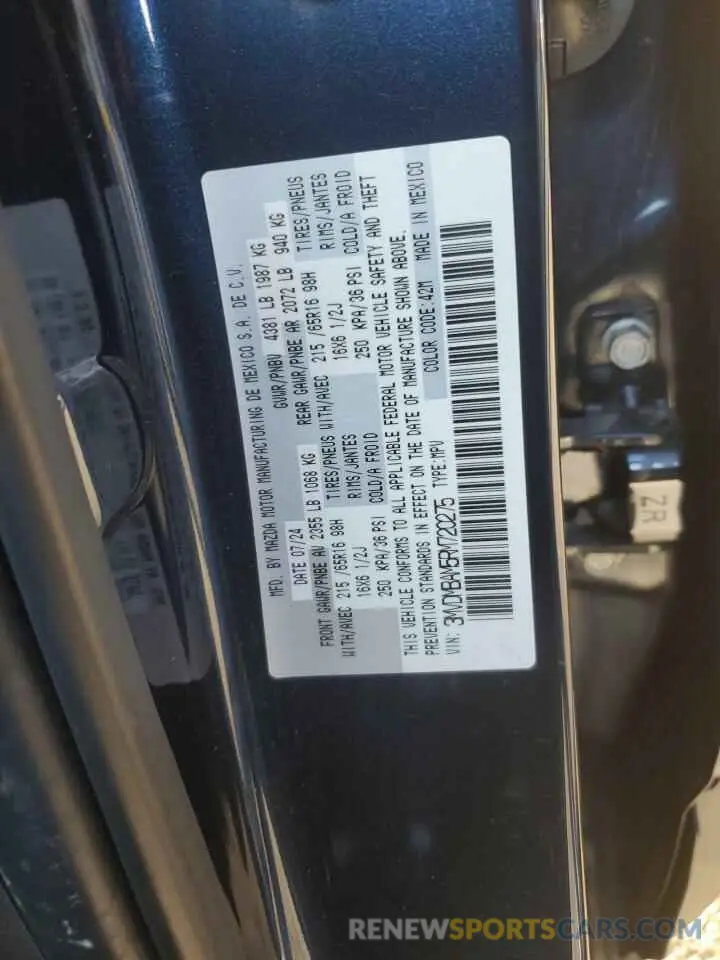 MFD. BY MAZDA MOTOR MANUFACTURING DE MEXICO S.A. DE C.V.
DATE 07/24 GVWR/PNBV 4381 LB 1987 KG
FRONT GAWR/PNBE AV 2355 LB 1068 KG REAR GAWR/PNBE AR 2072 LB 940 KG
WITH/AVEC 215 /65R16 98H TIRES/PNEUS WITH/AVEC 215 /65R16 98H TIRES/PNEUS
16X6 1/2J RIMS/JANTES 16X6 1/2J RIMS/JANTES
250 KPA/36 PSI COLD/A FROID 250 KPA/36 PSI COLD/A FROID
THIS VEHICLE CONFORMS TO ALL APPLICABLE FEDERAL MOTOR VEHICLE SAFETY AND THEFT
PREVENTION STANDARDS IN EFFECT ON THE DATE OF MANUFACTURE SHOWN ABOVE.
VIN: 3MVDMBAM5RM720275 TYPE:MPV COLOR CODE:42M MADE IN MEXICO
ZR
RENEWSPORTSCARS.COM